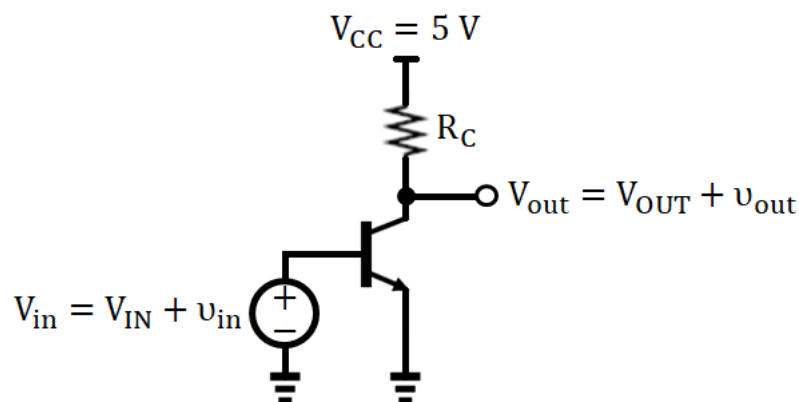 V_CC = 5 V
R_C
V_out = V_OUT + υ_out
V_in = V_IN + υ_in
+
−